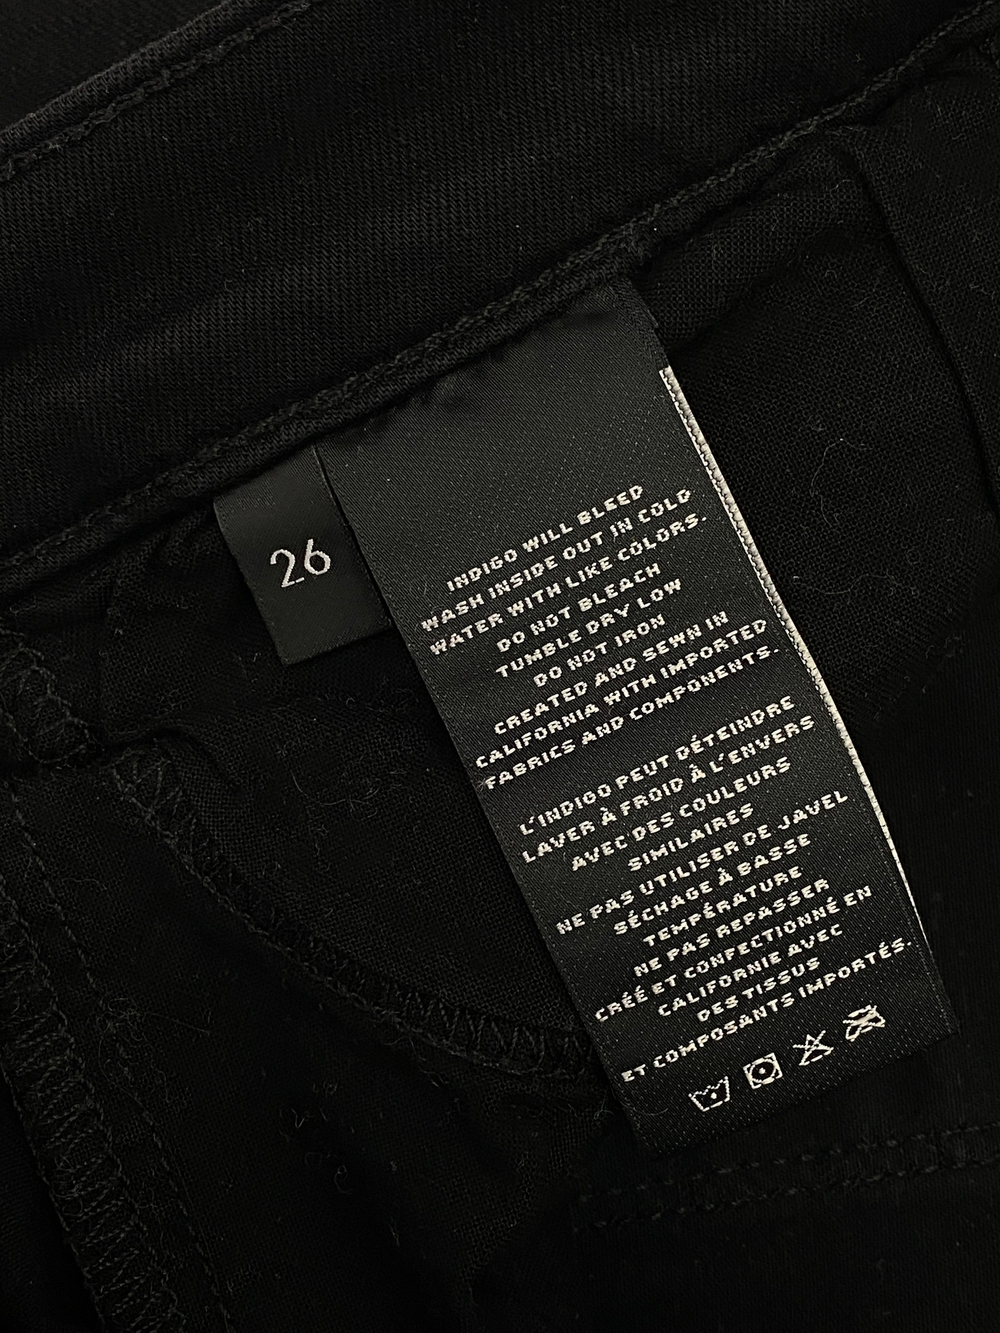 26
INDIGO WILL BLEED
WASH INSIDE OUT IN COLD
WATER WITH LIKE COLORS.
DO NOT BLEACH
TUMBLE DRY LOW
DO NOT IRON
CREATED AND SEWN IN
CALIFORNIA WITH IMPORTED
FABRICS AND COMPONENTS.
L'INDIGO PEUT DÉTEINDRE
LAVER À FROID À L'ENVERS
AVEC DES COULEURS
SIMILAIRES
NE PAS UTILISER DE JAVEL
SÉCHAGE À BASSE
TEMPÉRATURE
NE PAS REPASSER
CRÉÉ ET CONFECTIONNÉ EN
CALIFORNIE AVEC
DES TISSUS
ET COMPOSANTS IMPORTÉS.